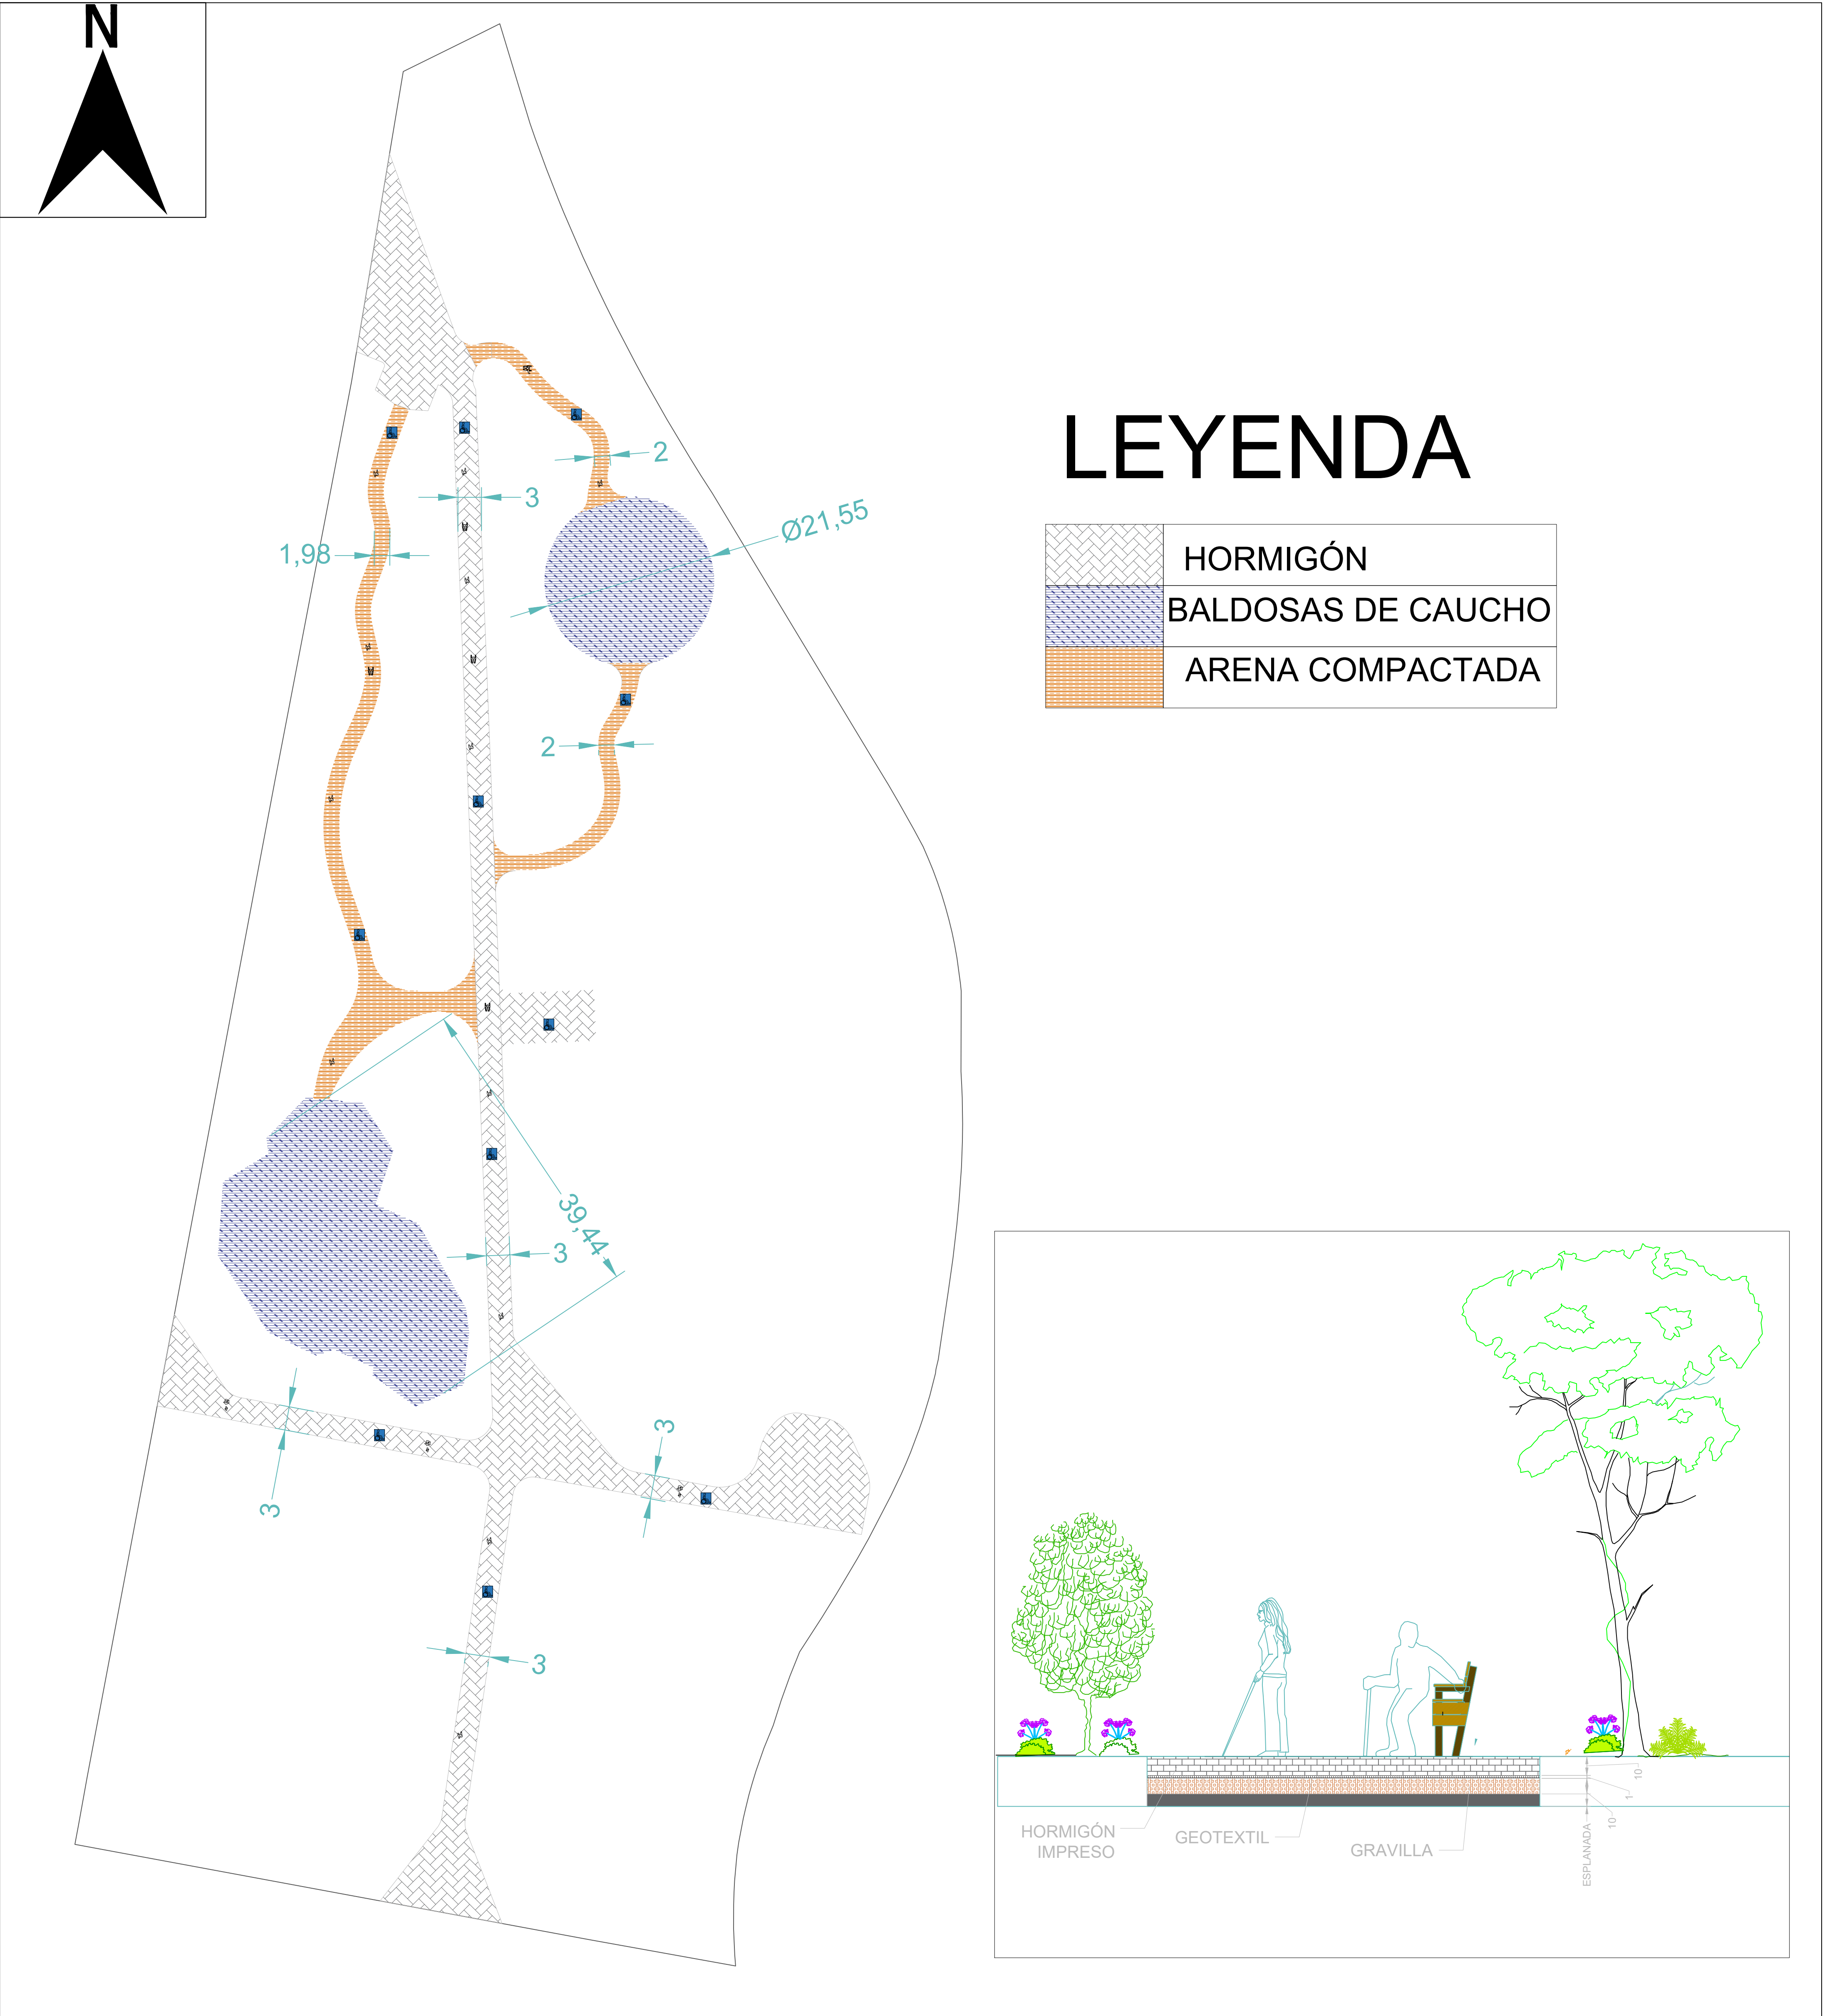 N
LEYENDA
HORMIGÓN
BALDOSAS DE CAUCHO
ARENA COMPACTADA
2
3
Ø21,55
1,98
2
39,44
3
3
3
3
HORMIGÓN
IMPRESO
GEOTEXTIL
GRAVILLA
ESPLANADA
10
1
10